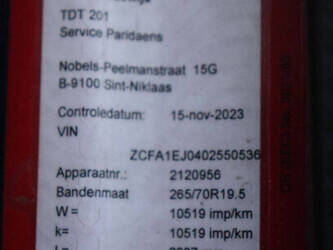 TDT 201
Service Paridaens
Nobels-Peelmanstraat 15G
B-9100 Sint-Niklaas
Controledatum: 15-nov-2023
VIN
ZCFA1EJ0402550536
Apparaatnr.: 2120956
Bandenmaat 265/70R19.5
W = 10519 imp/km
k= 10519 imp/km